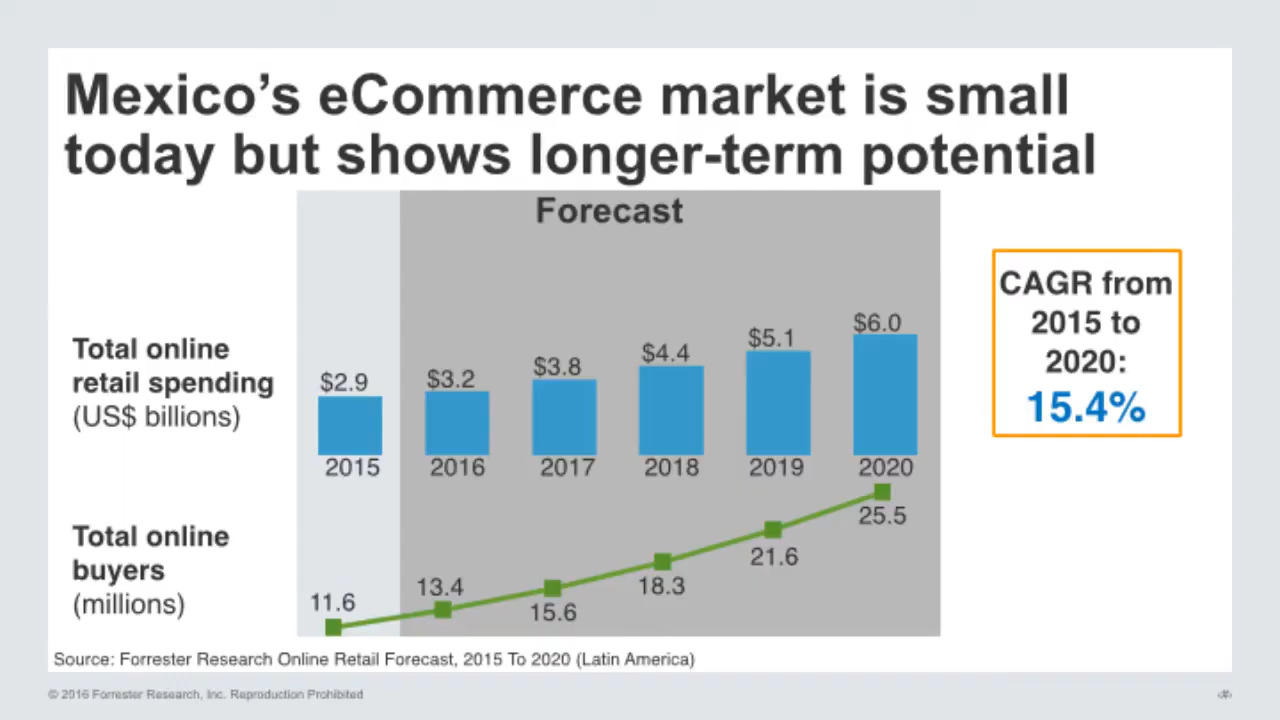 Mexico’s eCommerce market is small
today but shows longer-term potential
Forecast
Total online
retail spending
(US$ billions)
$2.9
$3.2
$3.8
$4.4
$5.1
$6.0
2015
2016
2017
2018
2019
2020
CAGR from
2015 to
2020:
15.4%
Total online
buyers
(millions)
11.6
13.4
15.6
18.3
21.6
25.5
Source: Forrester Research Online Retail Forecast, 2015 To 2020 (Latin America)
© 2016 Forrester Research, Inc. Reproduction Prohibited
‹#›